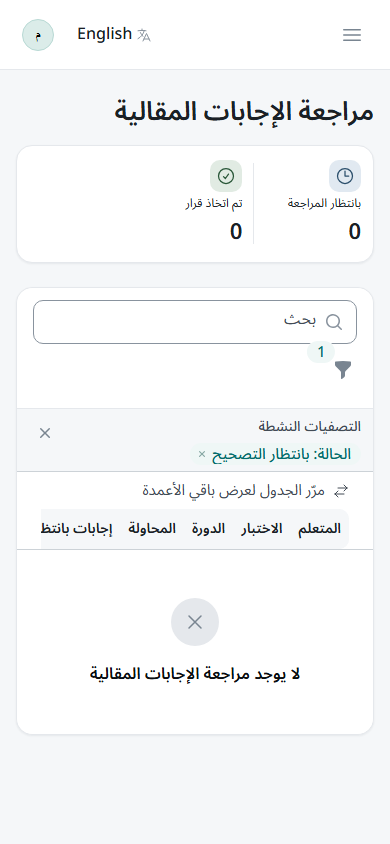 م
English
مراجعة الإجابات المقالية
بانتظار المراجعة
0
تم اتخاذ قرار
0
بحث
1
التصفيات النشطة
الحالة: بانتظار التصحيح ×
مرّر الجدول لعرض باقي الأعمدة
المتعلم الاختبار الدورة المحاولة إجابات بانتظ
لا يوجد مراجعة الإجابات المقالية